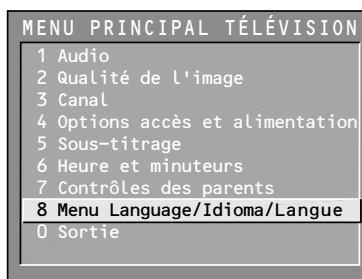 MENU PRINCIPAL TÉLÉVISION
1 Audio
2 Qualité de l'image
3 Canal
4 Options accès et alimentation
5 Sous-titrage
6 Heure et minuteurs
7 Contrôles des parents
8 Menu Language/Idioma/Langue
0 Sortie